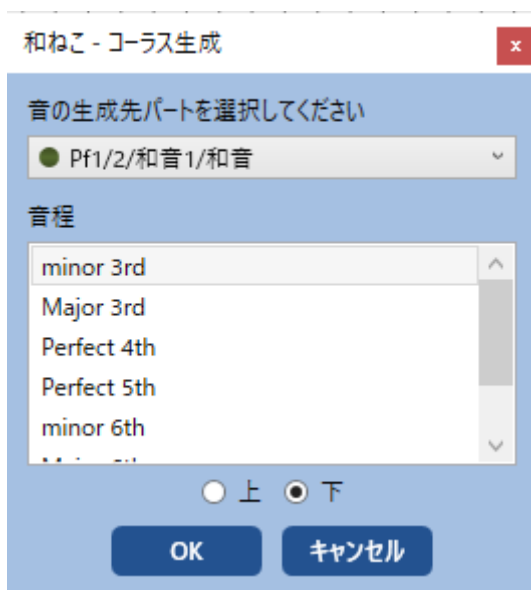 和ねこ - コーラス生成
x
音の生成先パートを選択してください
Pf1/2/和音1/和音
音程
minor 3rd
Major 3rd
Perfect 4th
Perfect 5th
minor 6th
上 下
OK キャンセル